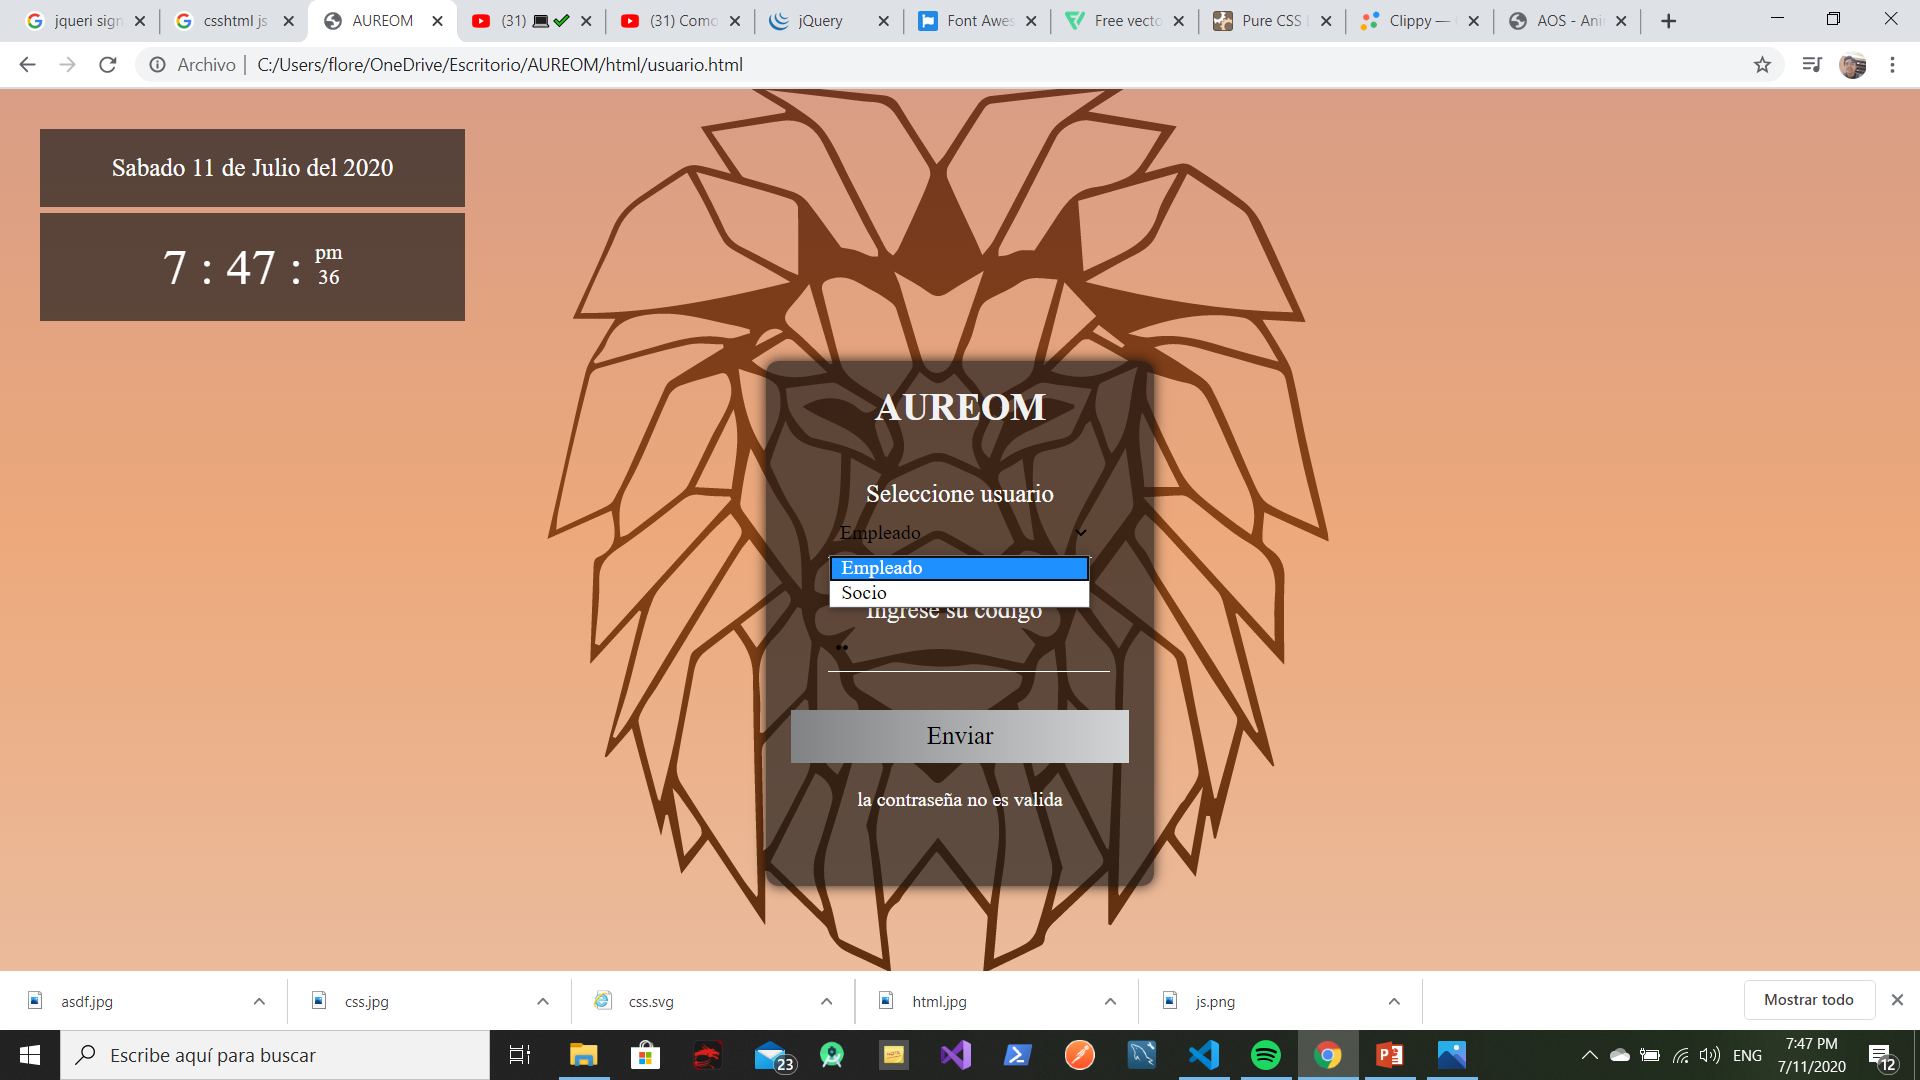 jqueri sign
csshtml js
AUREOM
(31)
(31) Como
jQuery
Font Awes
Free vecto
Pure CSS
Clippy —
AOS - Ani
Archivo
C:/Users/flore/OneDrive/Escritorio/AUREOM/html/usuario.html
Sabado 11 de Julio del 2020
7 : 47 : pm
36
AUREOM
Seleccione usuario
Empleado
Empleado
Socio
Ingrese su codigo
Enviar
la contraseña no es valida
asdf.jpg
css.jpg
css.svg
html.jpg
js.png
Mostrar todo
Escribe aquí para buscar
23
ENG
7:47 PM
7/11/2020
12